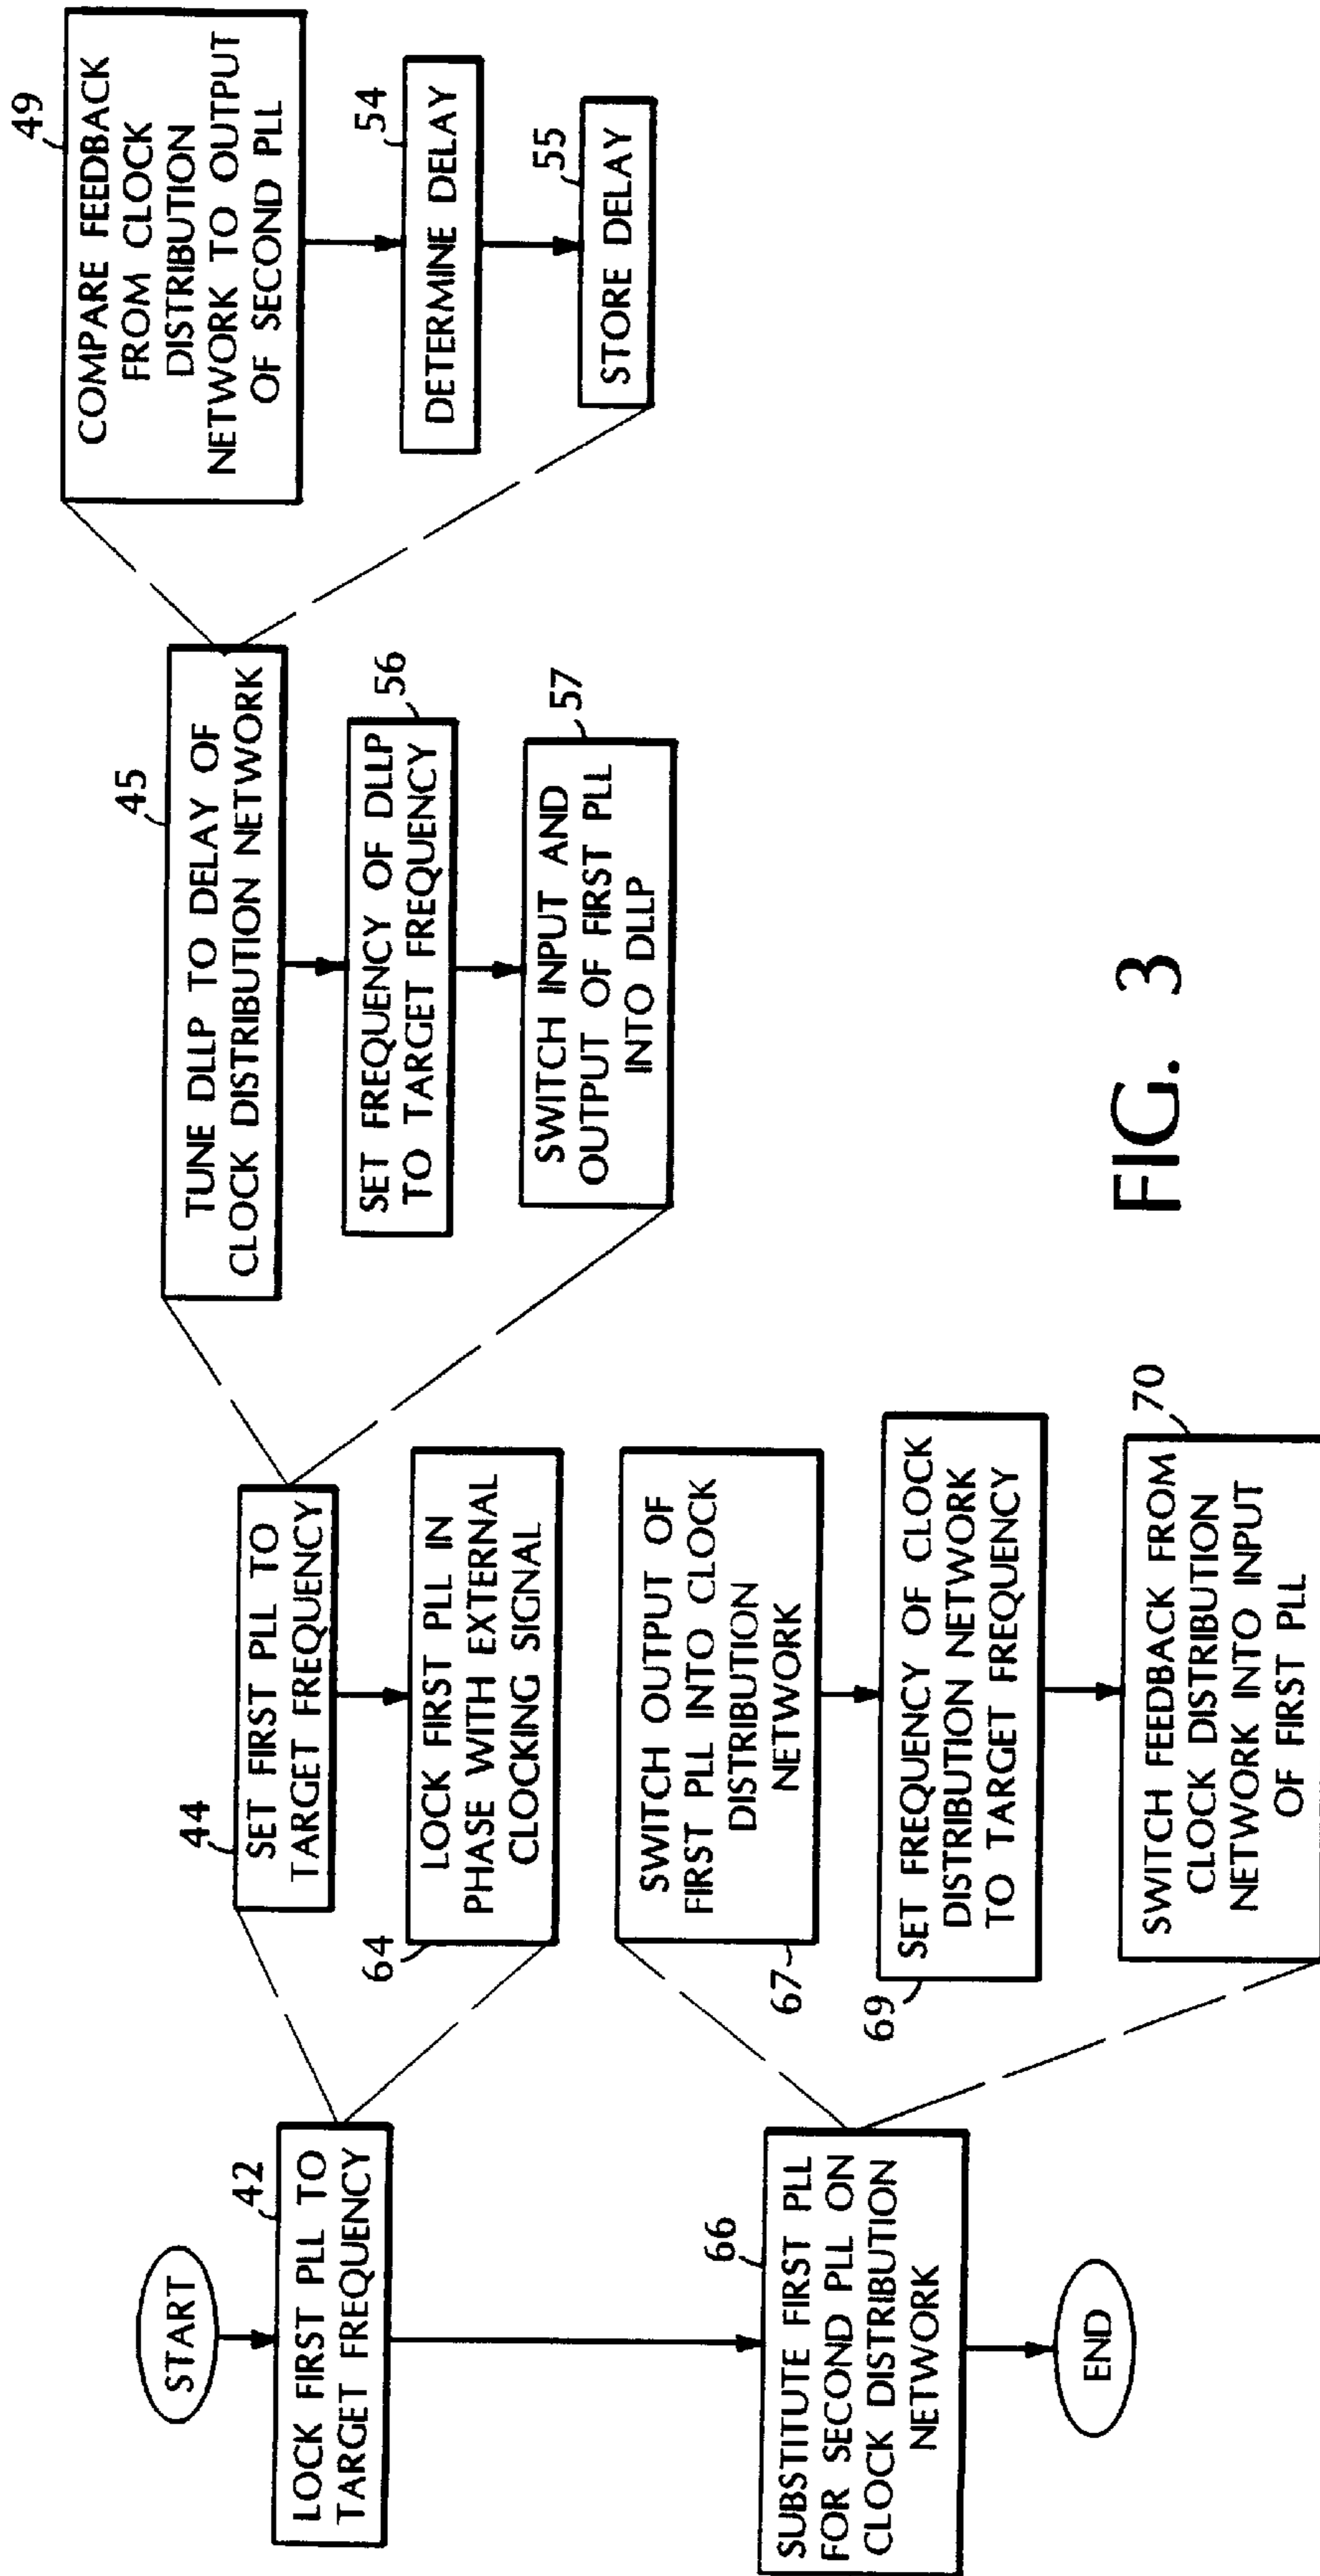 START
42
LOCK FIRST PLL TO
TARGET FREQUENCY
66
SUBSTITUTE FIRST PLL
FOR SECOND PLL ON
CLOCK DISTRIBUTION
NETWORK
END
44
SET FIRST PLL TO
TARGET FREQUENCY
64
LOCK FIRST PLL IN
PHASE WITH EXTERNAL
CLOCKING SIGNAL
67
SWITCH OUTPUT OF
FIRST PLL INTO CLOCK
DISTRIBUTION
NETWORK
69
SET FREQUENCY OF CLOCK
DISTRIBUTION NETWORK
TO TARGET FREQUENCY
70
SWITCH FEEDBACK FROM
CLOCK DISTRIBUTION
NETWORK INTO INPUT
OF FIRST PLL
45
TUNE DLLP TO DELAY OF
CLOCK DISTRIBUTION NETWORK
56
SET FREQUENCY OF DLLP
TO TARGET FREQUENCY
57
SWITCH INPUT AND
OUTPUT OF FIRST PLL
INTO DLLP
49
COMPARE FEEDBACK
FROM CLOCK
DISTRIBUTION
NETWORK TO OUTPUT
OF SECOND PLL
54
DETERMINE DELAY
55
STORE DELAY
FIG. 3